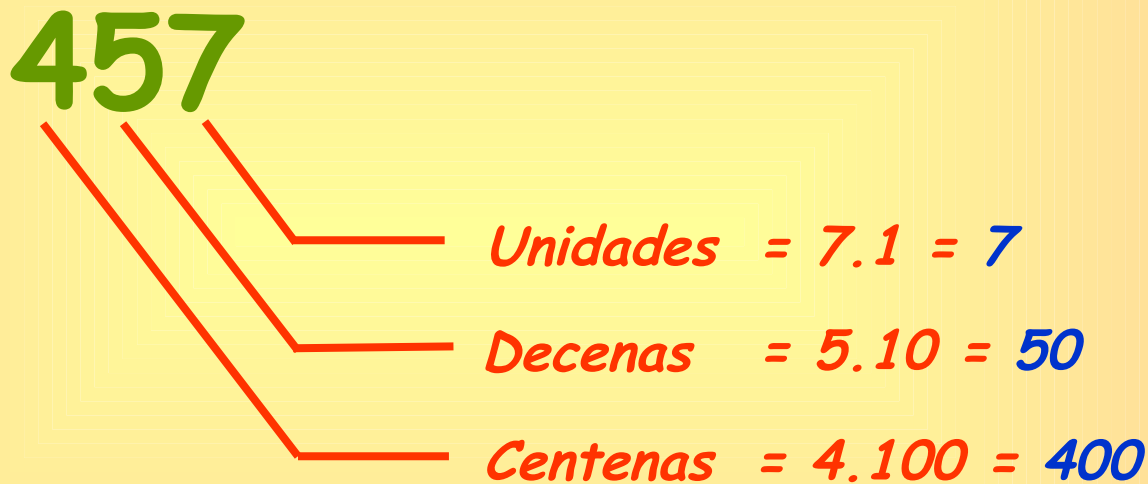 457
Unidades = 7.1 = 7
Decenas = 5.10 = 50
Centenas = 4.100 = 400